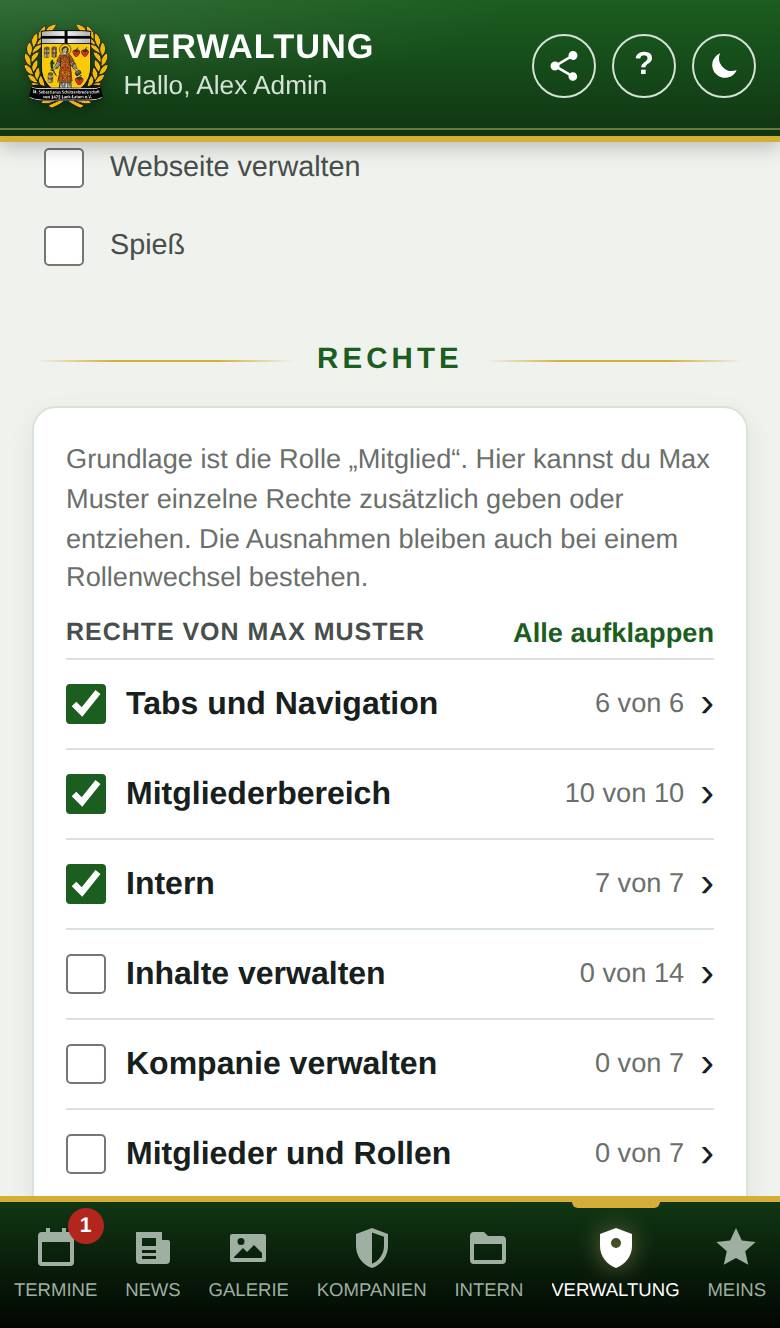 VERWALTUNG
Hallo, Alex Admin
?
Webseite verwalten
Spieß
RECHTE
Grundlage ist die Rolle „Mitglied“. Hier kannst du Max
Muster einzelne Rechte zusätzlich geben oder
entziehen. Die Ausnahmen bleiben auch bei einem
Rollenwechsel bestehen.
RECHTE VON MAX MUSTER Alle aufklappen
Tabs und Navigation 6 von 6 ›
Mitgliederbereich 10 von 10 ›
Intern 7 von 7 ›
Inhalte verwalten 0 von 14 ›
Kompanie verwalten 0 von 7 ›
Mitglieder und Rollen 0 von 7 ›
1
TERMINE NEWS GALERIE KOMPANIEN INTERN VERWALTUNG MEINS